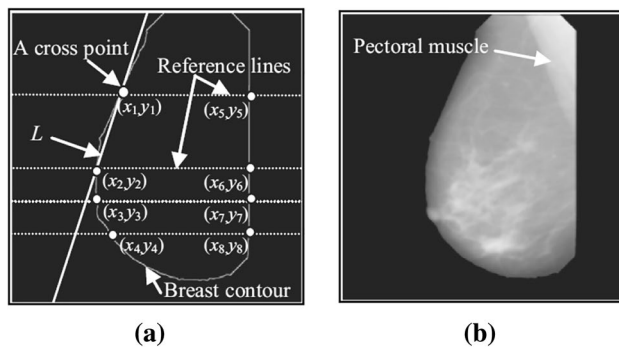 A cross point
Reference lines
(x1,y1)
(x5,y5)
L
(x2,y2)
(x6,y6)
(x3,y3)
(x7,y7)
(x4,y4)
(x8,y8)
Breast contour
(a)
Pectoral muscle
(b)